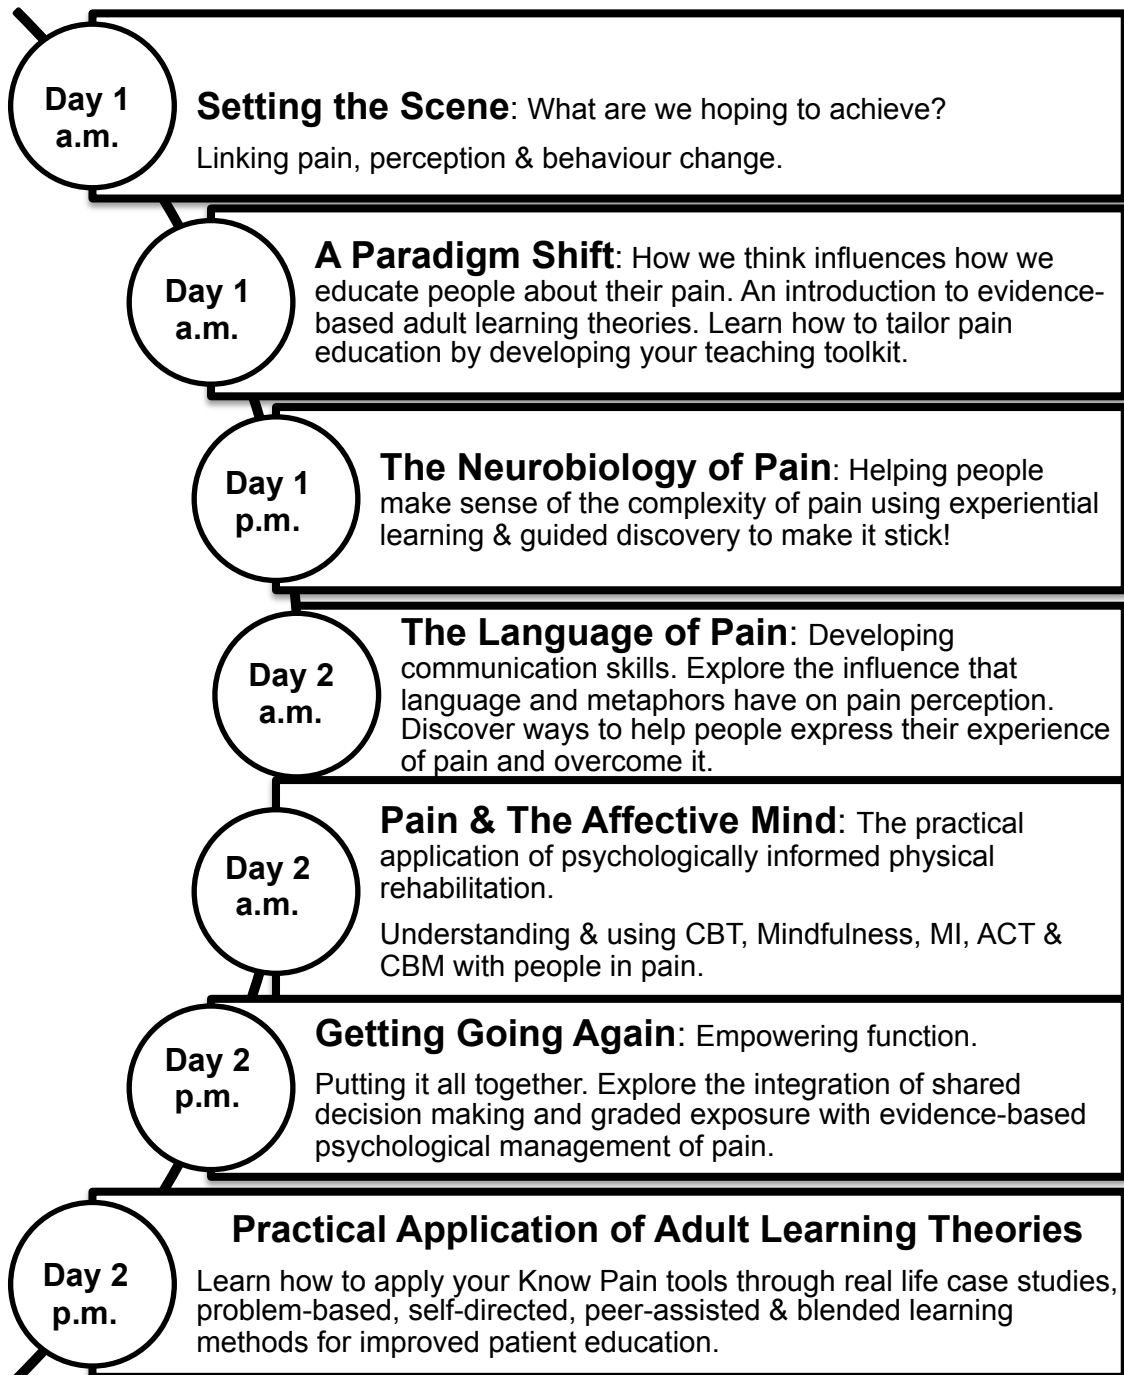 Day 1
a.m.
Setting the Scene: What are we hoping to achieve?
Linking pain, perception & behaviour change.
Day 1
a.m.
A Paradigm Shift: How we think influences how we
educate people about their pain. An introduction to evidence-
based adult learning theories. Learn how to tailor pain
education by developing your teaching toolkit.
Day 1
p.m.
The Neurobiology of Pain: Helping people
make sense of the complexity of pain using experiential
learning & guided discovery to make it stick!
Day 2
a.m.
The Language of Pain: Developing
communication skills. Explore the influence that
language and metaphors have on pain perception.
Discover ways to help people express their experience
of pain and overcome it.
Day 2
a.m.
Pain & The Affective Mind: The practical
application of psychologically informed physical
rehabilitation.
Understanding & using CBT, Mindfulness, MI, ACT &
CBM with people in pain.
Day 2
p.m.
Getting Going Again: Empowering function.
Putting it all together. Explore the integration of shared
decision making and graded exposure with evidence-based
psychological management of pain.
Day 2
p.m.
Practical Application of Adult Learning Theories
Learn how to apply your Know Pain tools through real life case studies,
problem-based, self-directed, peer-assisted & blended learning
methods for improved patient education.